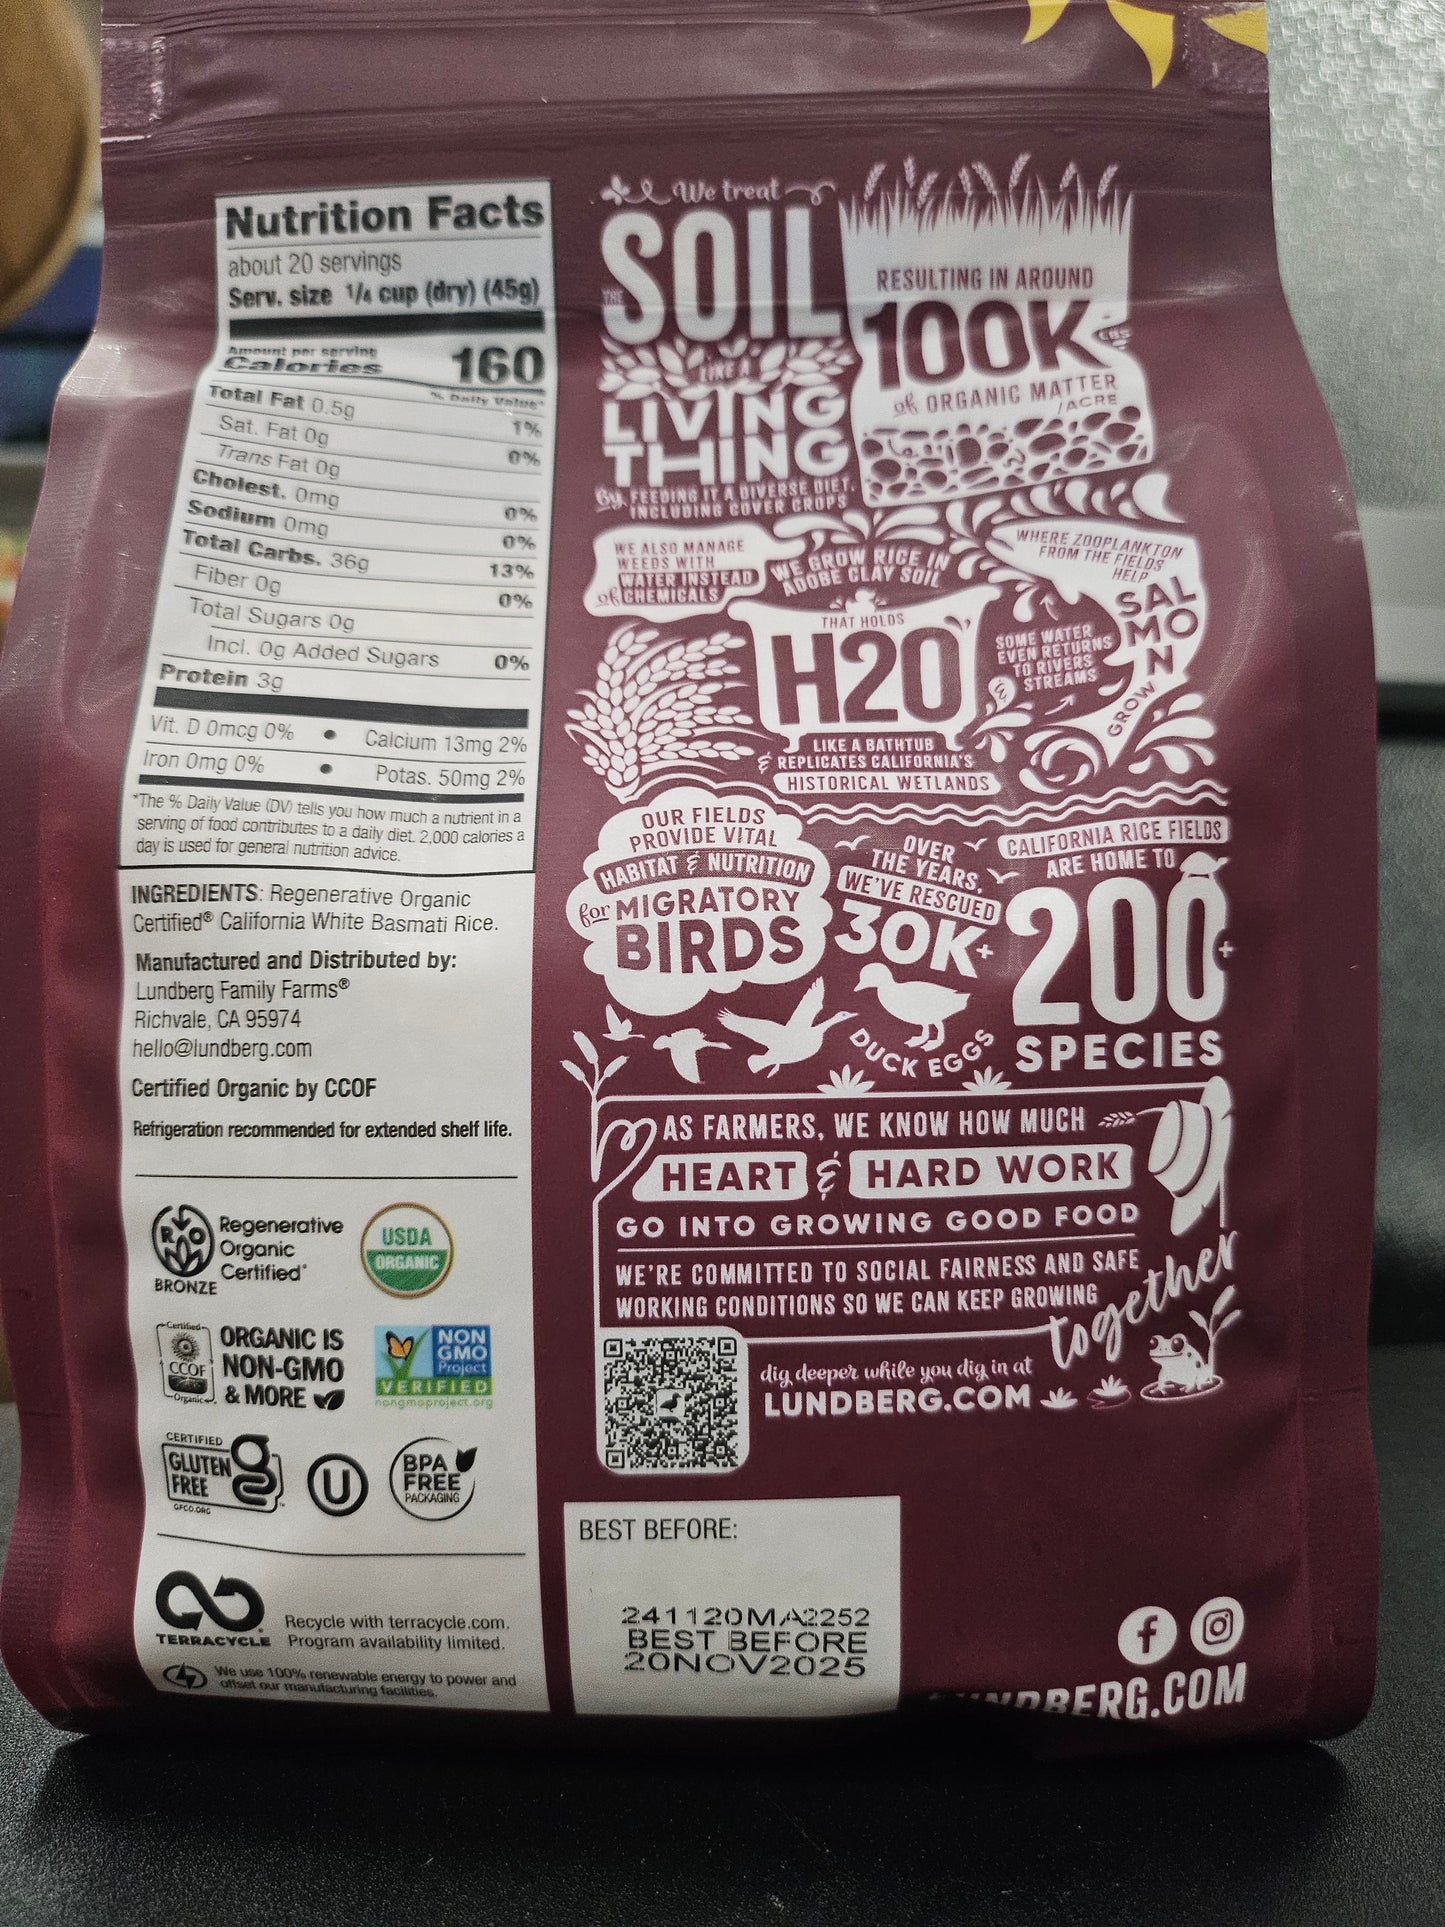 Nutrition Facts
about 20 servings
Serv. size 1/4 cup (dry) (45g)
Amount per serving
Calories 160
% Daily Value*
Total Fat 0.5g 1%
Sat. Fat 0g 0%
Trans Fat 0g
Cholest. 0mg 0%
Sodium 0mg 0%
Total Carbs. 36g 13%
Fiber 0g 0%
Total Sugars 0g
Incl. 0g Added Sugars 0%
Protein 3g
Vit. D 0mcg 0% • Calcium 13mg 2%
Iron 0mg 0% • Potas. 50mg 2%
*The % Daily Value (DV) tells you how much a nutrient in a
serving of food contributes to a daily diet. 2,000 calories a
day is used for general nutrition advice.
INGREDIENTS: Regenerative Organic
Certified® California White Basmati Rice.
Manufactured and Distributed by:
Lundberg Family Farms®
Richvale, CA 95974
hello@lundberg.com
Certified Organic by CCOF
Refrigeration recommended for extended shelf life.
RO
BRONZE
Regenerative
Organic
Certified®
USDA
ORGANIC
Certified
CCOF
Organic
ORGANIC IS
NON-GMO
& MORE
NON
GMO
Project
VERIFIED
nongmoproject.org
CERTIFIED
GLUTEN
FREE
GFCO.ORG
U
BPA
FREE
PACKAGING
TERRACYCLE
Recycle with terracycle.com.
Program availability limited.
We use 100% renewable energy to power and
offset our manufacturing facilities.
We treat
THE
SOIL
LIKE A
LIVING
THING
By FEEDING IT A DIVERSE DIET,
INCLUDING COVER CROPS
RESULTING IN AROUND
100K LBS
of ORGANIC MATTER
/ACRE
WE ALSO MANAGE
WEEDS WITH
WATER INSTEAD
of CHEMICALS
WE GROW RICE IN
ADOBE CLAY SOIL
THAT HOLDS
H2O
LIKE A BATHTUB
& REPLICATES CALIFORNIA'S
HISTORICAL WETLANDS
SOME WATER
EVEN RETURNS
TO RIVERS
& STREAMS
WHERE ZOOPLANKTON
FROM THE FIELDS
HELP
SAL
MO
N
GROW
OUR FIELDS
PROVIDE VITAL
HABITAT & NUTRITION
for MIGRATORY
BIRDS
OVER
THE YEARS,
WE'VE RESCUED
30K+
DUCK EGGS
CALIFORNIA RICE FIELDS
ARE HOME TO
200+
SPECIES
AS FARMERS, WE KNOW HOW MUCH
HEART & HARD WORK
GO INTO GROWING GOOD FOOD
WE'RE COMMITTED TO SOCIAL FAIRNESS AND SAFE
WORKING CONDITIONS SO WE CAN KEEP GROWING
together
dig deeper while you dig in at
LUNDBERG.COM
BEST BEFORE:
241120MA2252
BEST BEFORE
20NOV2025
f
LUNDBERG.COM